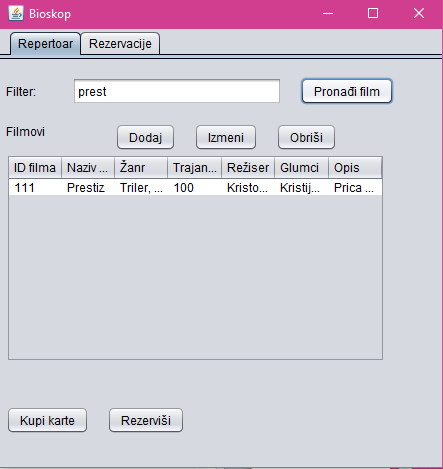 Bioskop
Repertoar Rezervacije
Filter: prest Pronađi film
Filmovi Dodaj Izmeni Obriši
ID filma Naziv ... Žanr Trajan... Režiser Glumci Opis
111 Prestiz Triler, ... 100 Kristo... Kristij... Prica ...
Kupi karte Rezerviši